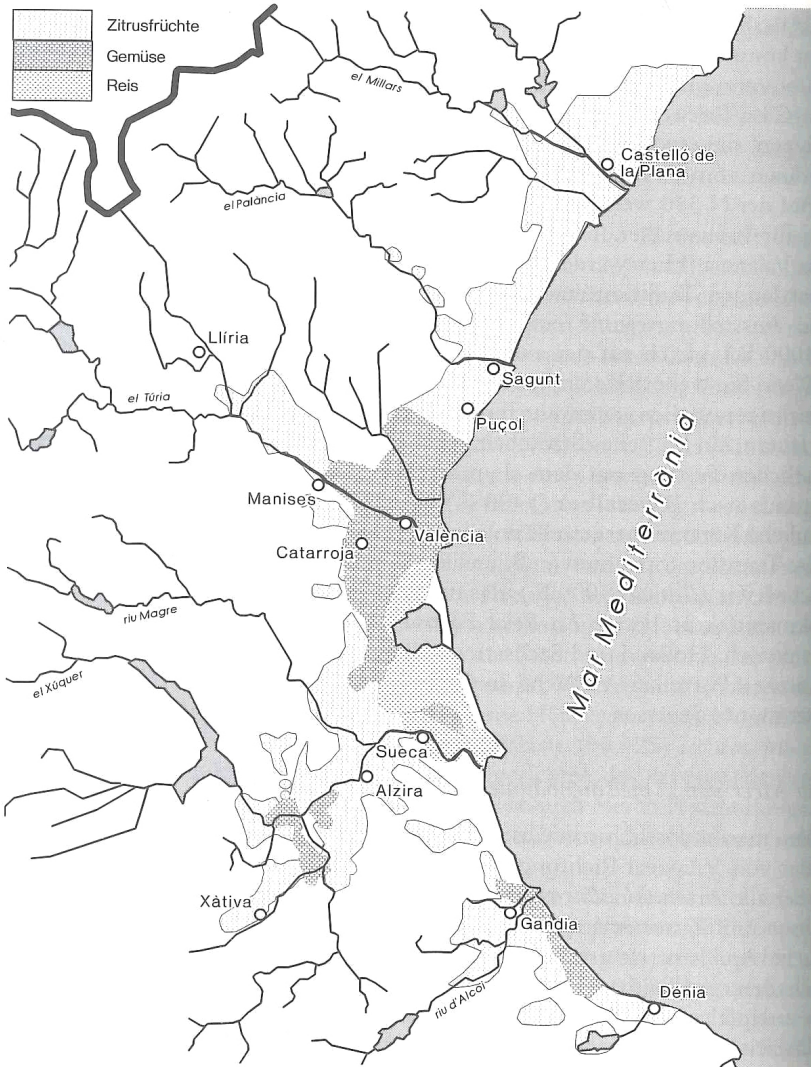 Zitrusfrüchte
Gemüse
Reis
el Millars
Castelló de
la Plana
el Palància
Llíria
Sagunt
el Túria
Puçol
Manises
València
Catarroja
Mar Mediterrània
riu Magre
el Xúquer
Sueca
Alzira
Xàtiva
Gandia
riu d'Alcoi
Dénia